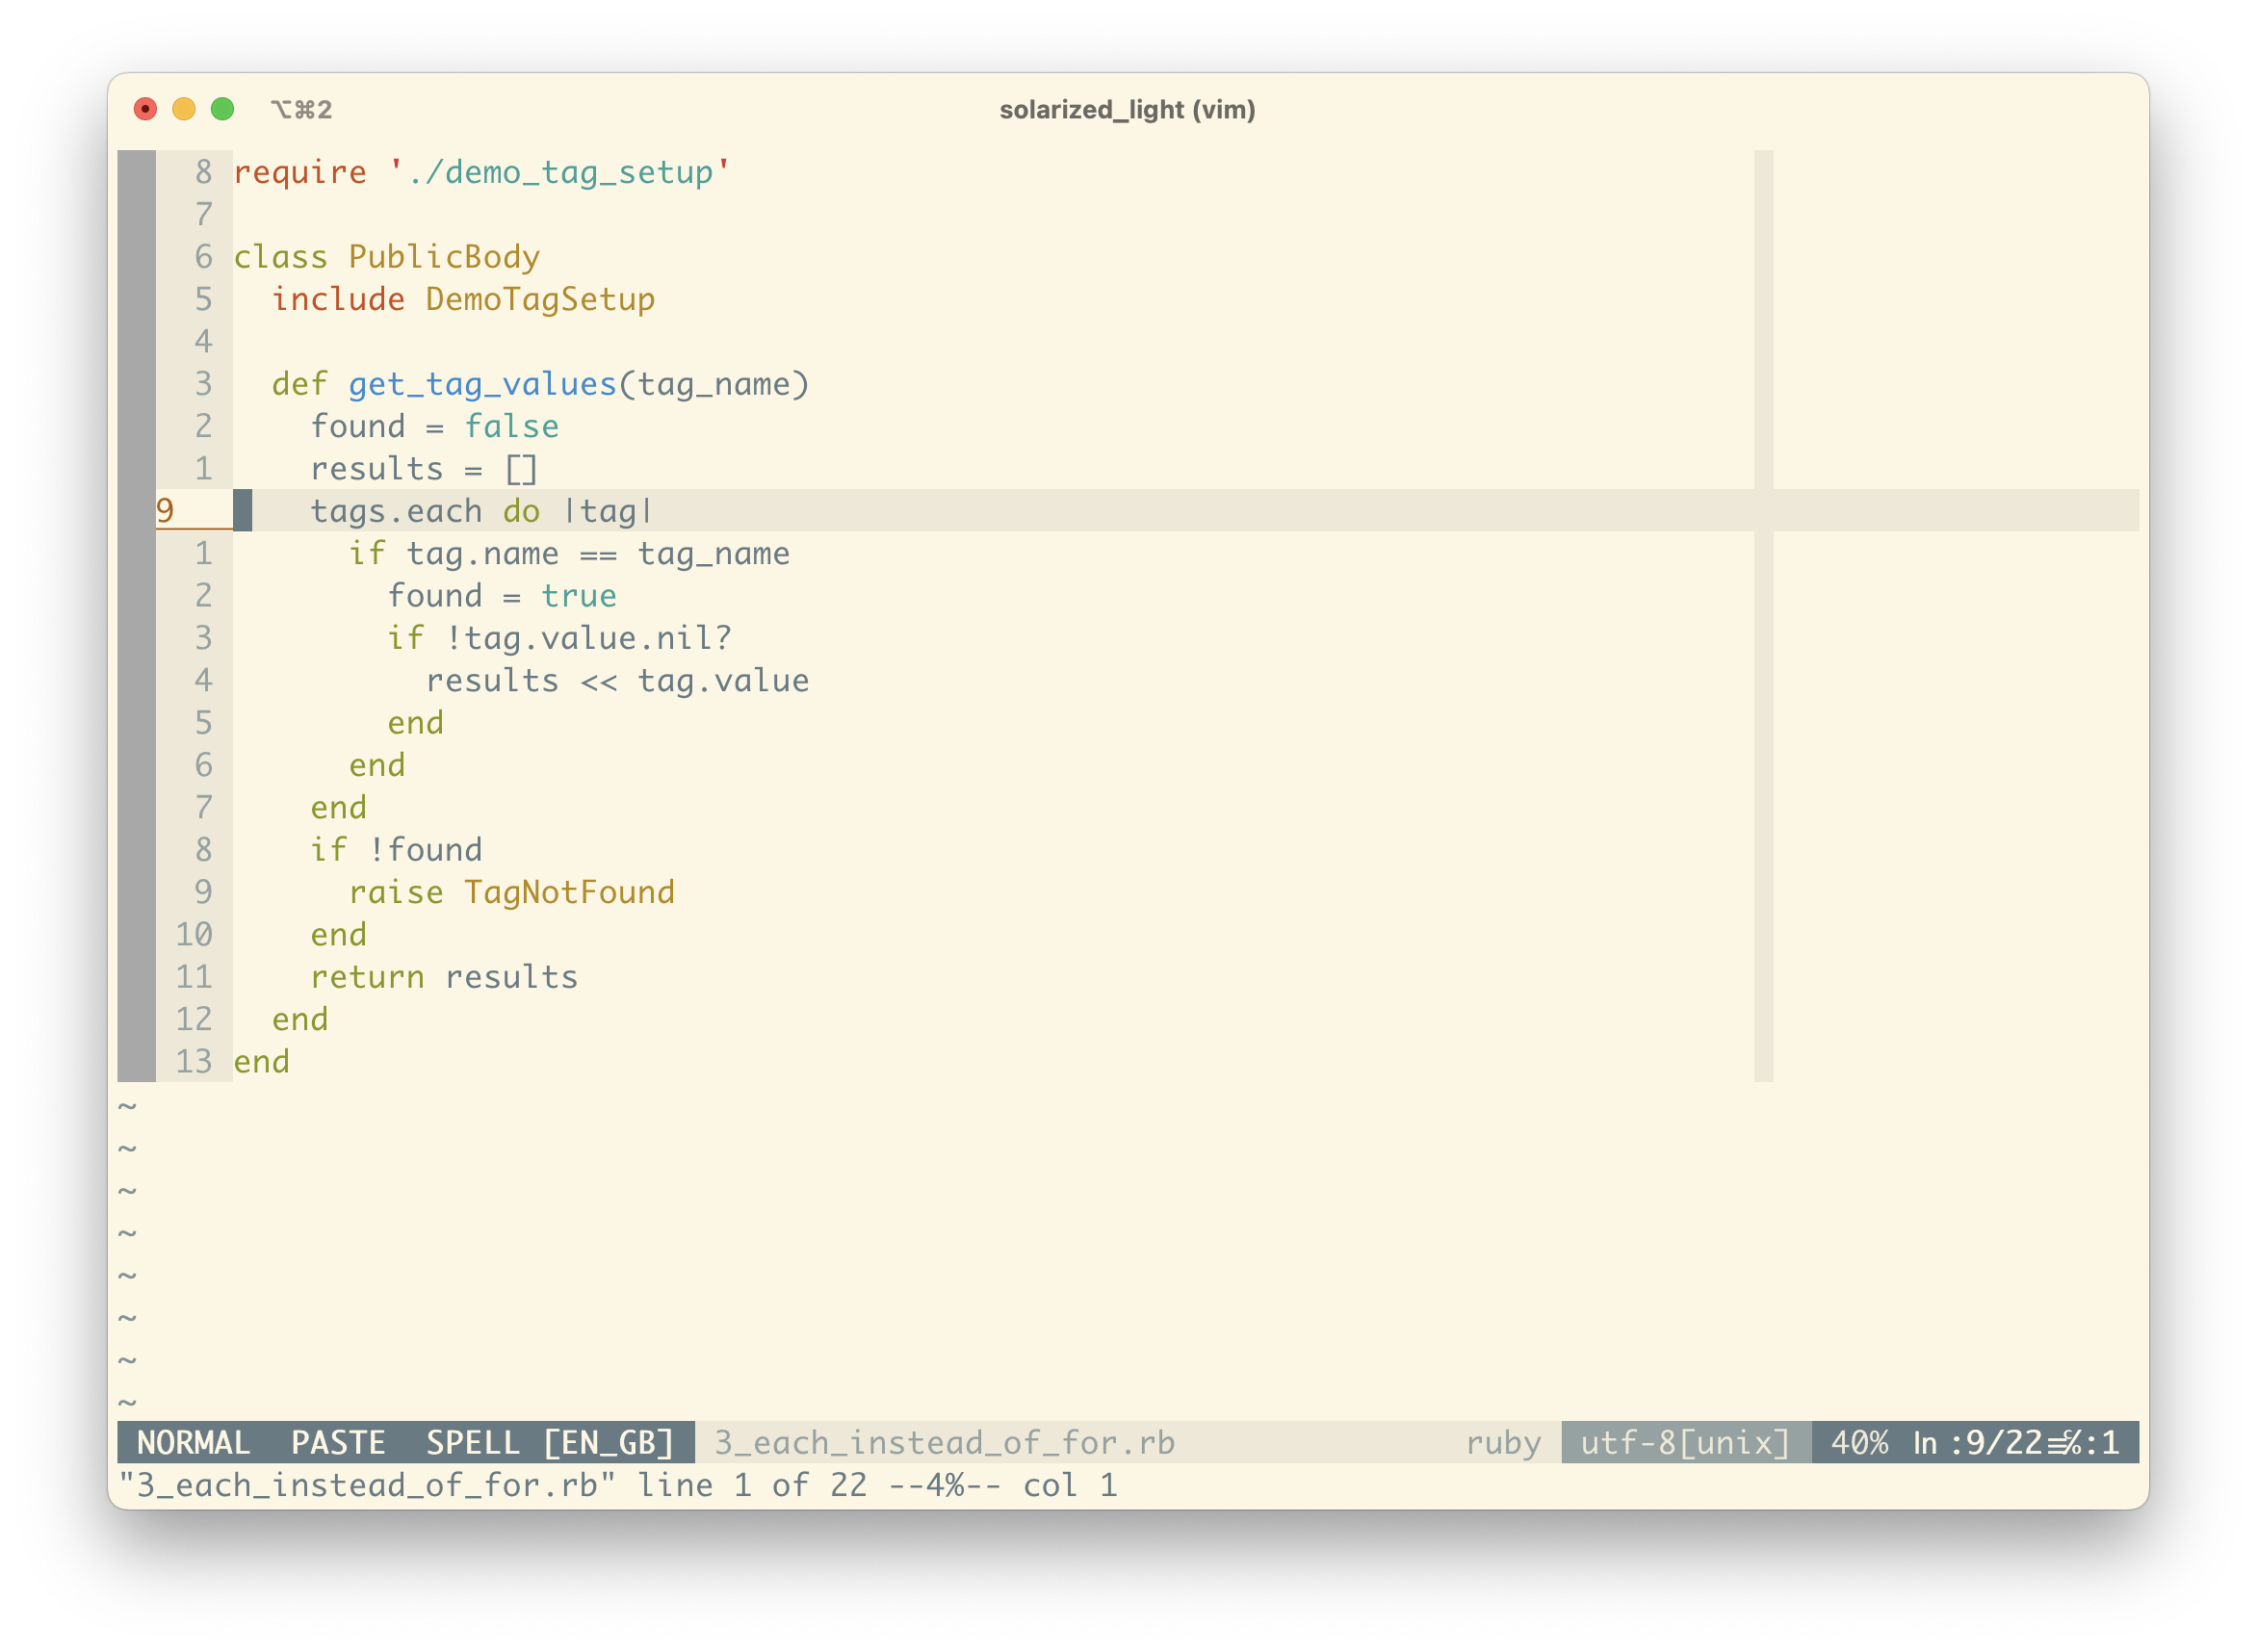 ⌥⌘2 solarized_light (vim)
8 require './demo_tag_setup'
7
6 class PublicBody
5   include DemoTagSetup
4
3   def get_tag_values(tag_name)
2     found = false
1     results = []
9     tags.each do |tag|
1       if tag.name == tag_name
2         found = true
3         if !tag.value.nil?
4           results << tag.value
5         end
6       end
7     end
8     if !found
9       raise TagNotFound
10     end
11     return results
12   end
13 end
~
~
~
~
~
~
~
~
NORMAL  PASTE  SPELL [EN_GB] 3_each_instead_of_for.rb ruby utf-8[unix] 40% ln :9/22≡℅:1
"3_each_instead_of_for.rb" line 1 of 22 --4%-- col 1